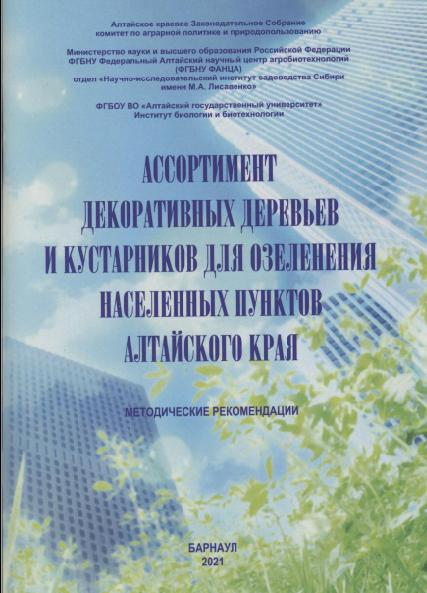 Алтайское краевое Законодательное Собрание
комитет по аграрной политике и природопользованию
Министерство науки и высшего образования Российской Федерации
ФГБНУ Федеральный Алтайский научный центр агробиотехнологий
(ФГБНУ ФАНЦА)
отдел «Научно-исследовательский институт садоводства Сибири
имени М.А. Лисавенко»
ФГБОУ ВО «Алтайский государственный университет»
Институт биологии и биотехнологии
АССОРТИМЕНТ
ДЕКОРАТИВНЫХ ДЕРЕВЬЕВ
И КУСТАРНИКОВ ДЛЯ ОЗЕЛЕНЕНИЯ
НАСЕЛЕННЫХ ПУНКТОВ
АЛТАЙСКОГО КРАЯ
МЕТОДИЧЕСКИЕ РЕКОМЕНДАЦИИ
БАРНАУЛ
2021